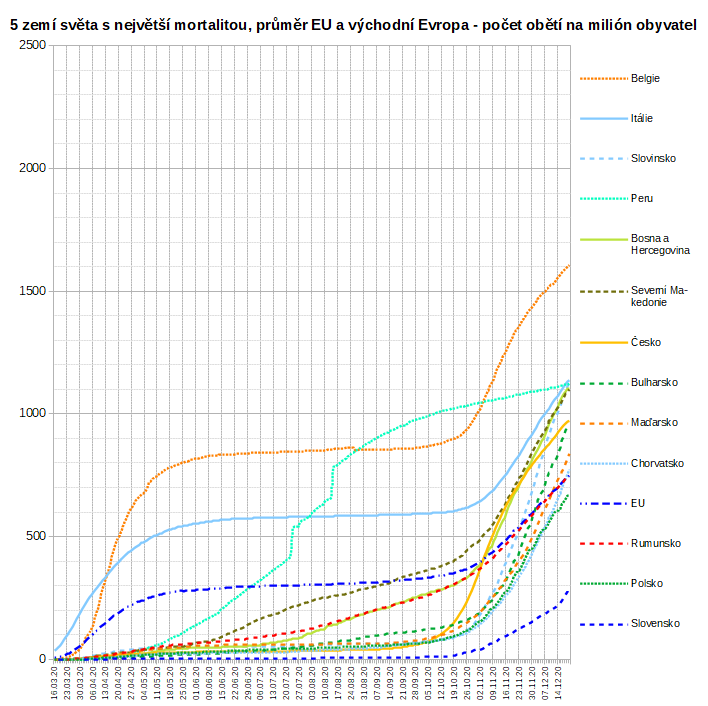 5 zemí světa s největší mortalitou, průměr EU a východní Evropa - počet obětí na milión obyvatel
2500
2000
1500
1000
500
0
Belgie
Itálie
Slovinsko
Peru
Bosna a
Hercegovina
Severní Ma-
kedonie
Česko
Bulharsko
Maďarsko
Chorvatsko
EU
Rumunsko
Polsko
Slovensko
16.03.20
23.03.20
30.03.20
06.04.20
13.04.20
20.04.20
27.04.20
04.05.20
11.05.20
18.05.20
25.05.20
01.06.20
08.06.20
15.06.20
22.06.20
29.06.20
06.07.20
13.07.20
20.07.20
27.07.20
03.08.20
10.08.20
17.08.20
24.08.20
31.08.20
07.09.20
14.09.20
21.09.20
28.09.20
05.10.20
12.10.20
19.10.20
26.10.20
02.11.20
09.11.20
16.11.20
23.11.20
30.11.20
07.12.20
14.12.20